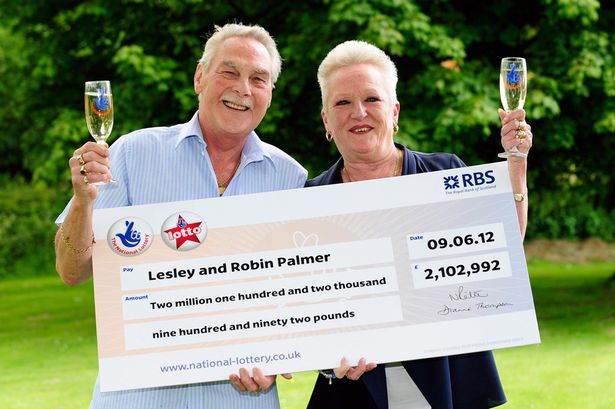 RBS
The Royal Bank of Scotland
The National Lottery
lotto
Pay Lesley and Robin Palmer
Date 09.06.12
Amount Two million one hundred and two thousand
£ 2,102,992
nine hundred and ninety two pounds
Dianne Thompson
www.national-lottery.co.uk